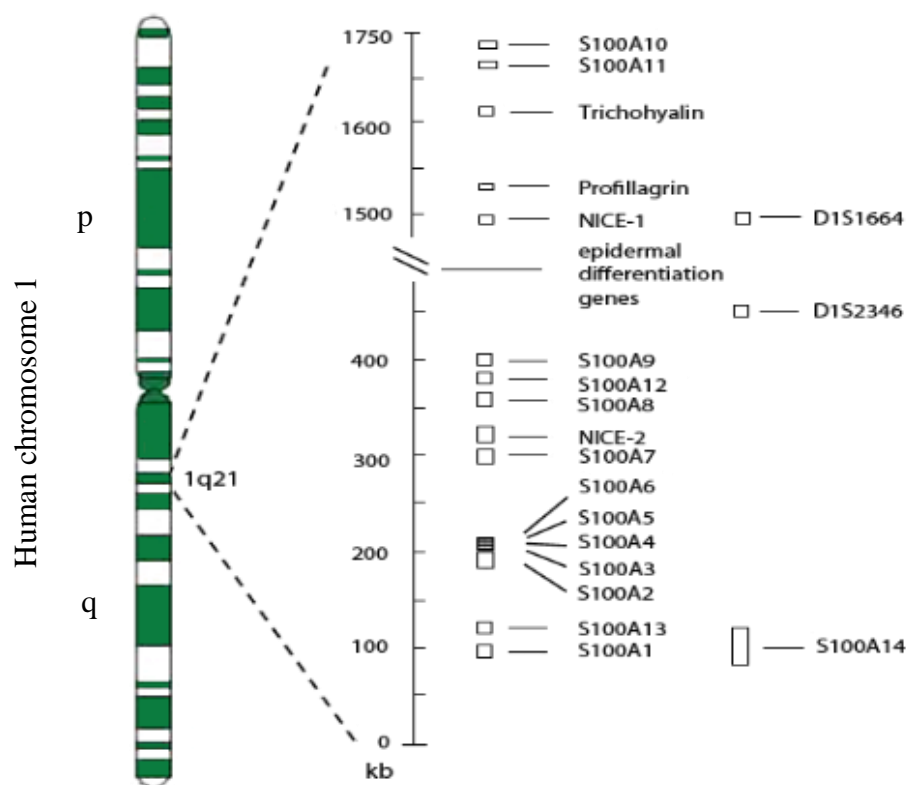 Human chromosome 1
p
q
1q21
1750
1600
1500
400
300
200
100
0
kb
S100A10
S100A11
Trichohyalin
Profillagrin
NICE-1
epidermal
differentiation
genes
S100A9
S100A12
S100A8
NICE-2
S100A7
S100A6
S100A5
S100A4
S100A3
S100A2
S100A13
S100A1
D1S1664
D1S2346
S100A14